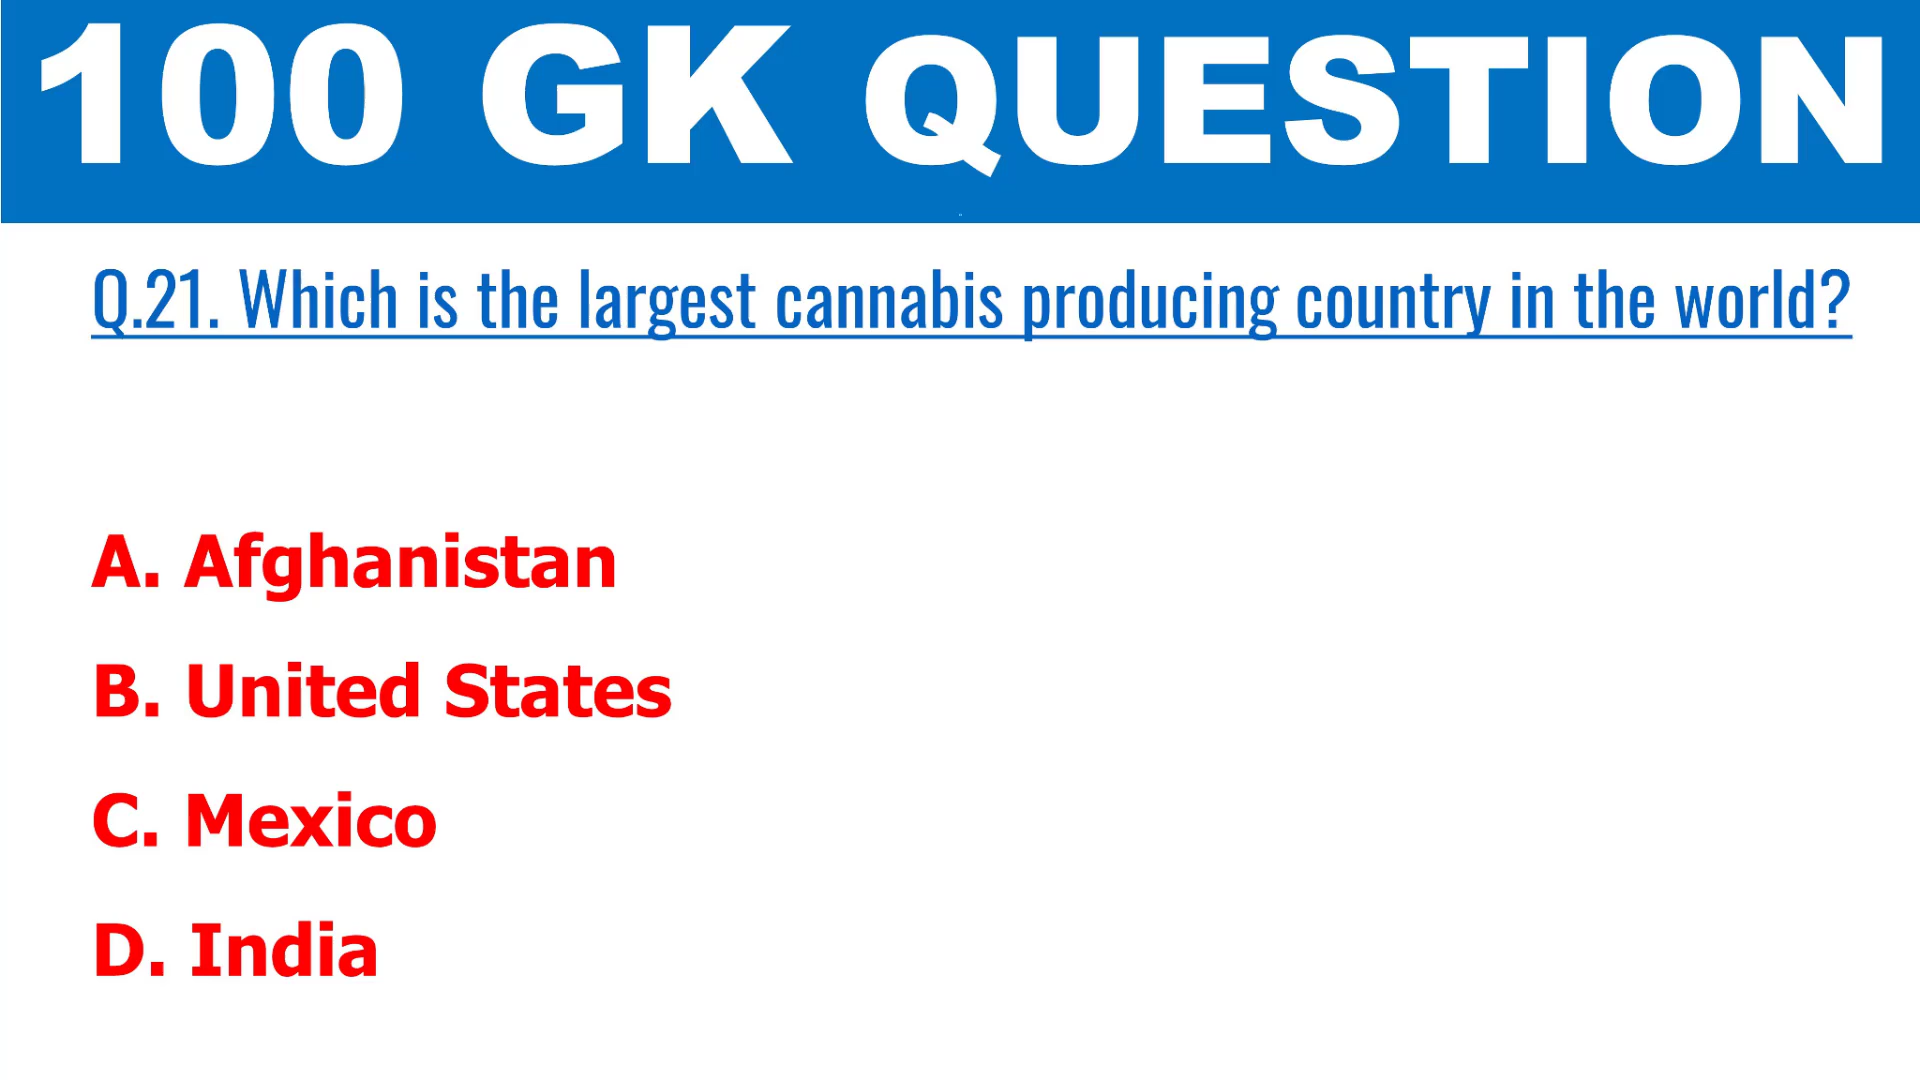 100 GK QUESTION
Q.21. Which is the largest cannabis producing country in the world?
A. Afghanistan
B. United States
C. Mexico
D. India